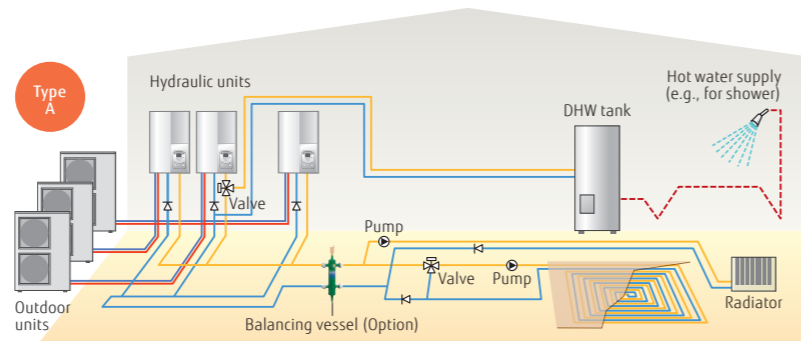 Type
A
Hydraulic units
Hot water supply
(e.g., for shower)
DHW tank
Valve
Pump
Valve
Pump
Radiator
Outdoor
units
Balancing vessel (Option)